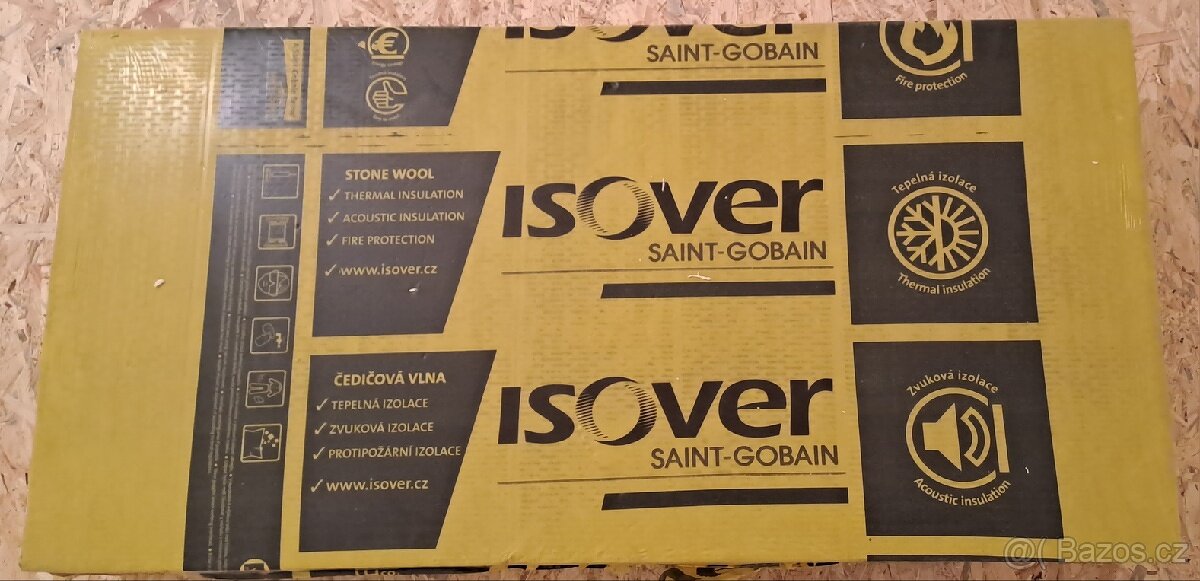 isover
SAINT-GOBAIN
Fire protection
STONE WOOL
✓ THERMAL INSULATION
✓ ACOUSTIC INSULATION
✓ FIRE PROTECTION
✓ www.isover.cz
isover
SAINT-GOBAIN
Tepelná izolace
Thermal insulation
ČEDIČOVÁ VLNA
✓ TEPELNÁ IZOLACE
✓ ZVUKOVÁ IZOLACE
✓ PROTIPOŽÁRNÍ IZOLACE
✓ www.isover.cz
isover
SAINT-GOBAIN
Zvuková izolace
Acoustic insulation
Bazos.cz